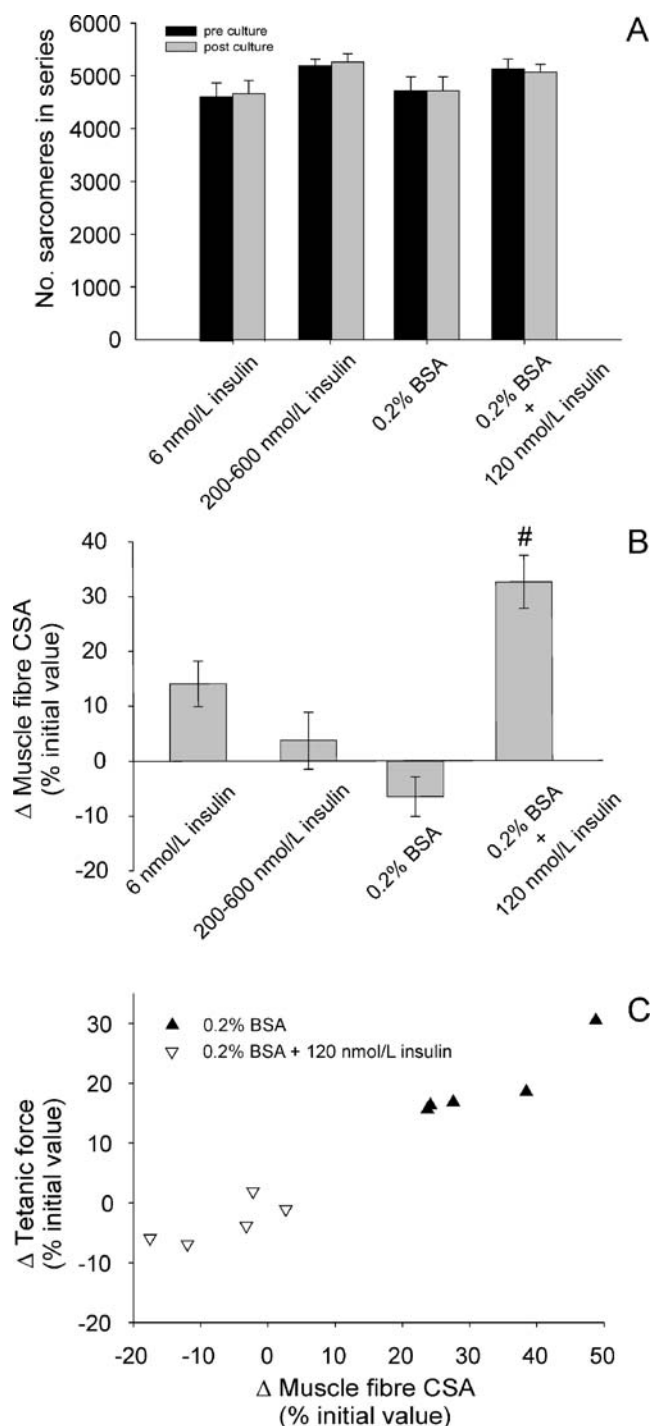 A
pre culture
post culture
No. sarcomeres in series
6000
5000
4000
3000
2000
1000
0
6 nmol/L insulin
200-600 nmol/L insulin
0.2% BSA
0.2% BSA
+
120 nmol/L insulin
B
#
Δ Muscle fibre CSA
(% initial value)
40
30
20
10
0
-10
-20
6 nmol/L insulin
200-600 nmol/L insulin
0.2% BSA
0.2% BSA
+
120 nmol/L insulin
C
▲ 0.2% BSA
▽ 0.2% BSA + 120 nmol/L insulin
Δ Tetanic force
(% initial value)
30
20
10
0
-10
-20
-20 -10 0 10 20 30 40 50
Δ Muscle fibre CSA
(% initial value)